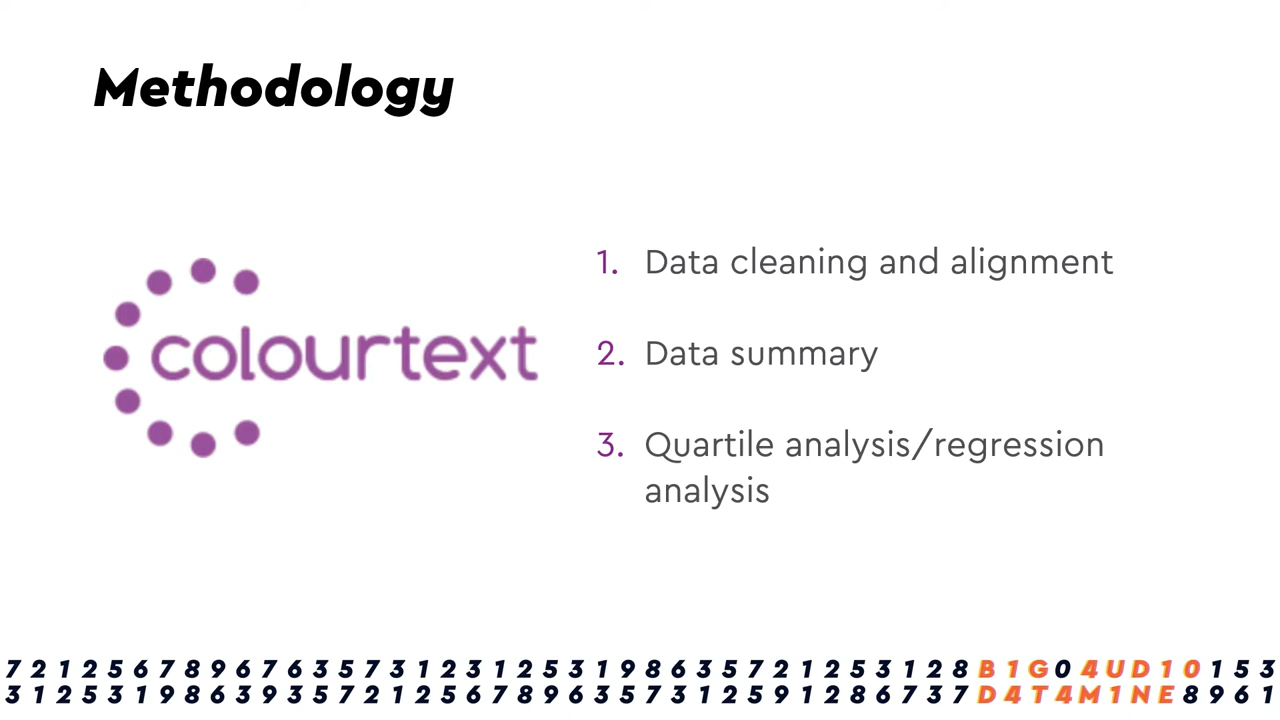 Methodology
colourtext
1. Data cleaning and alignment
2. Data summary
3. Quartile analysis/regression
analysis
7 2 1 2 5 6 7 8 9 6 7 6 3 5 7 3 1 2 3 1 2 5 3 1 9 8 6 3 5 7 2 1 2 5 3 1 2 8 B 1 G 0 4 U D 1 0 1 5 3
3 1 2 5 3 1 9 8 6 3 9 3 5 7 2 1 2 5 6 7 8 9 6 3 5 7 3 1 2 5 9 1 2 8 6 7 3 7 D 4 T 4 M 1 N E 8 9 6 1